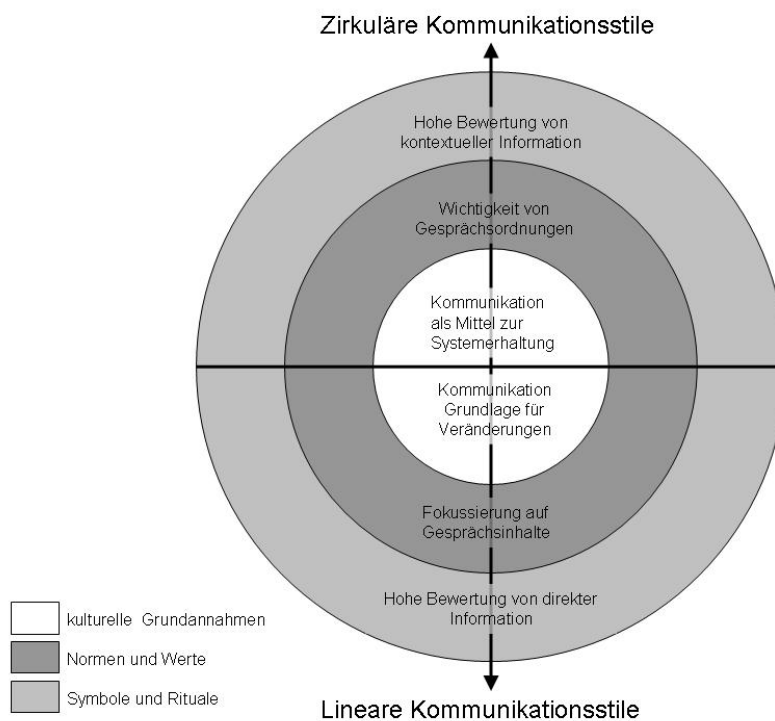 Zirkuläre Kommunikationsstile
Hohe Bewertung von
kontextueller Information
Wichtigkeit von
Gesprächsordnungen
Kommunikation
als Mittel zur
Systemerhaltung
Kommunikation
Grundlage für
Veränderungen
Fokussierung auf
Gesprächsinhalte
Hohe Bewertung von direkter
Information
kulturelle Grundannahmen
Normen und Werte
Symbole und Rituale
Lineare Kommunikationsstile